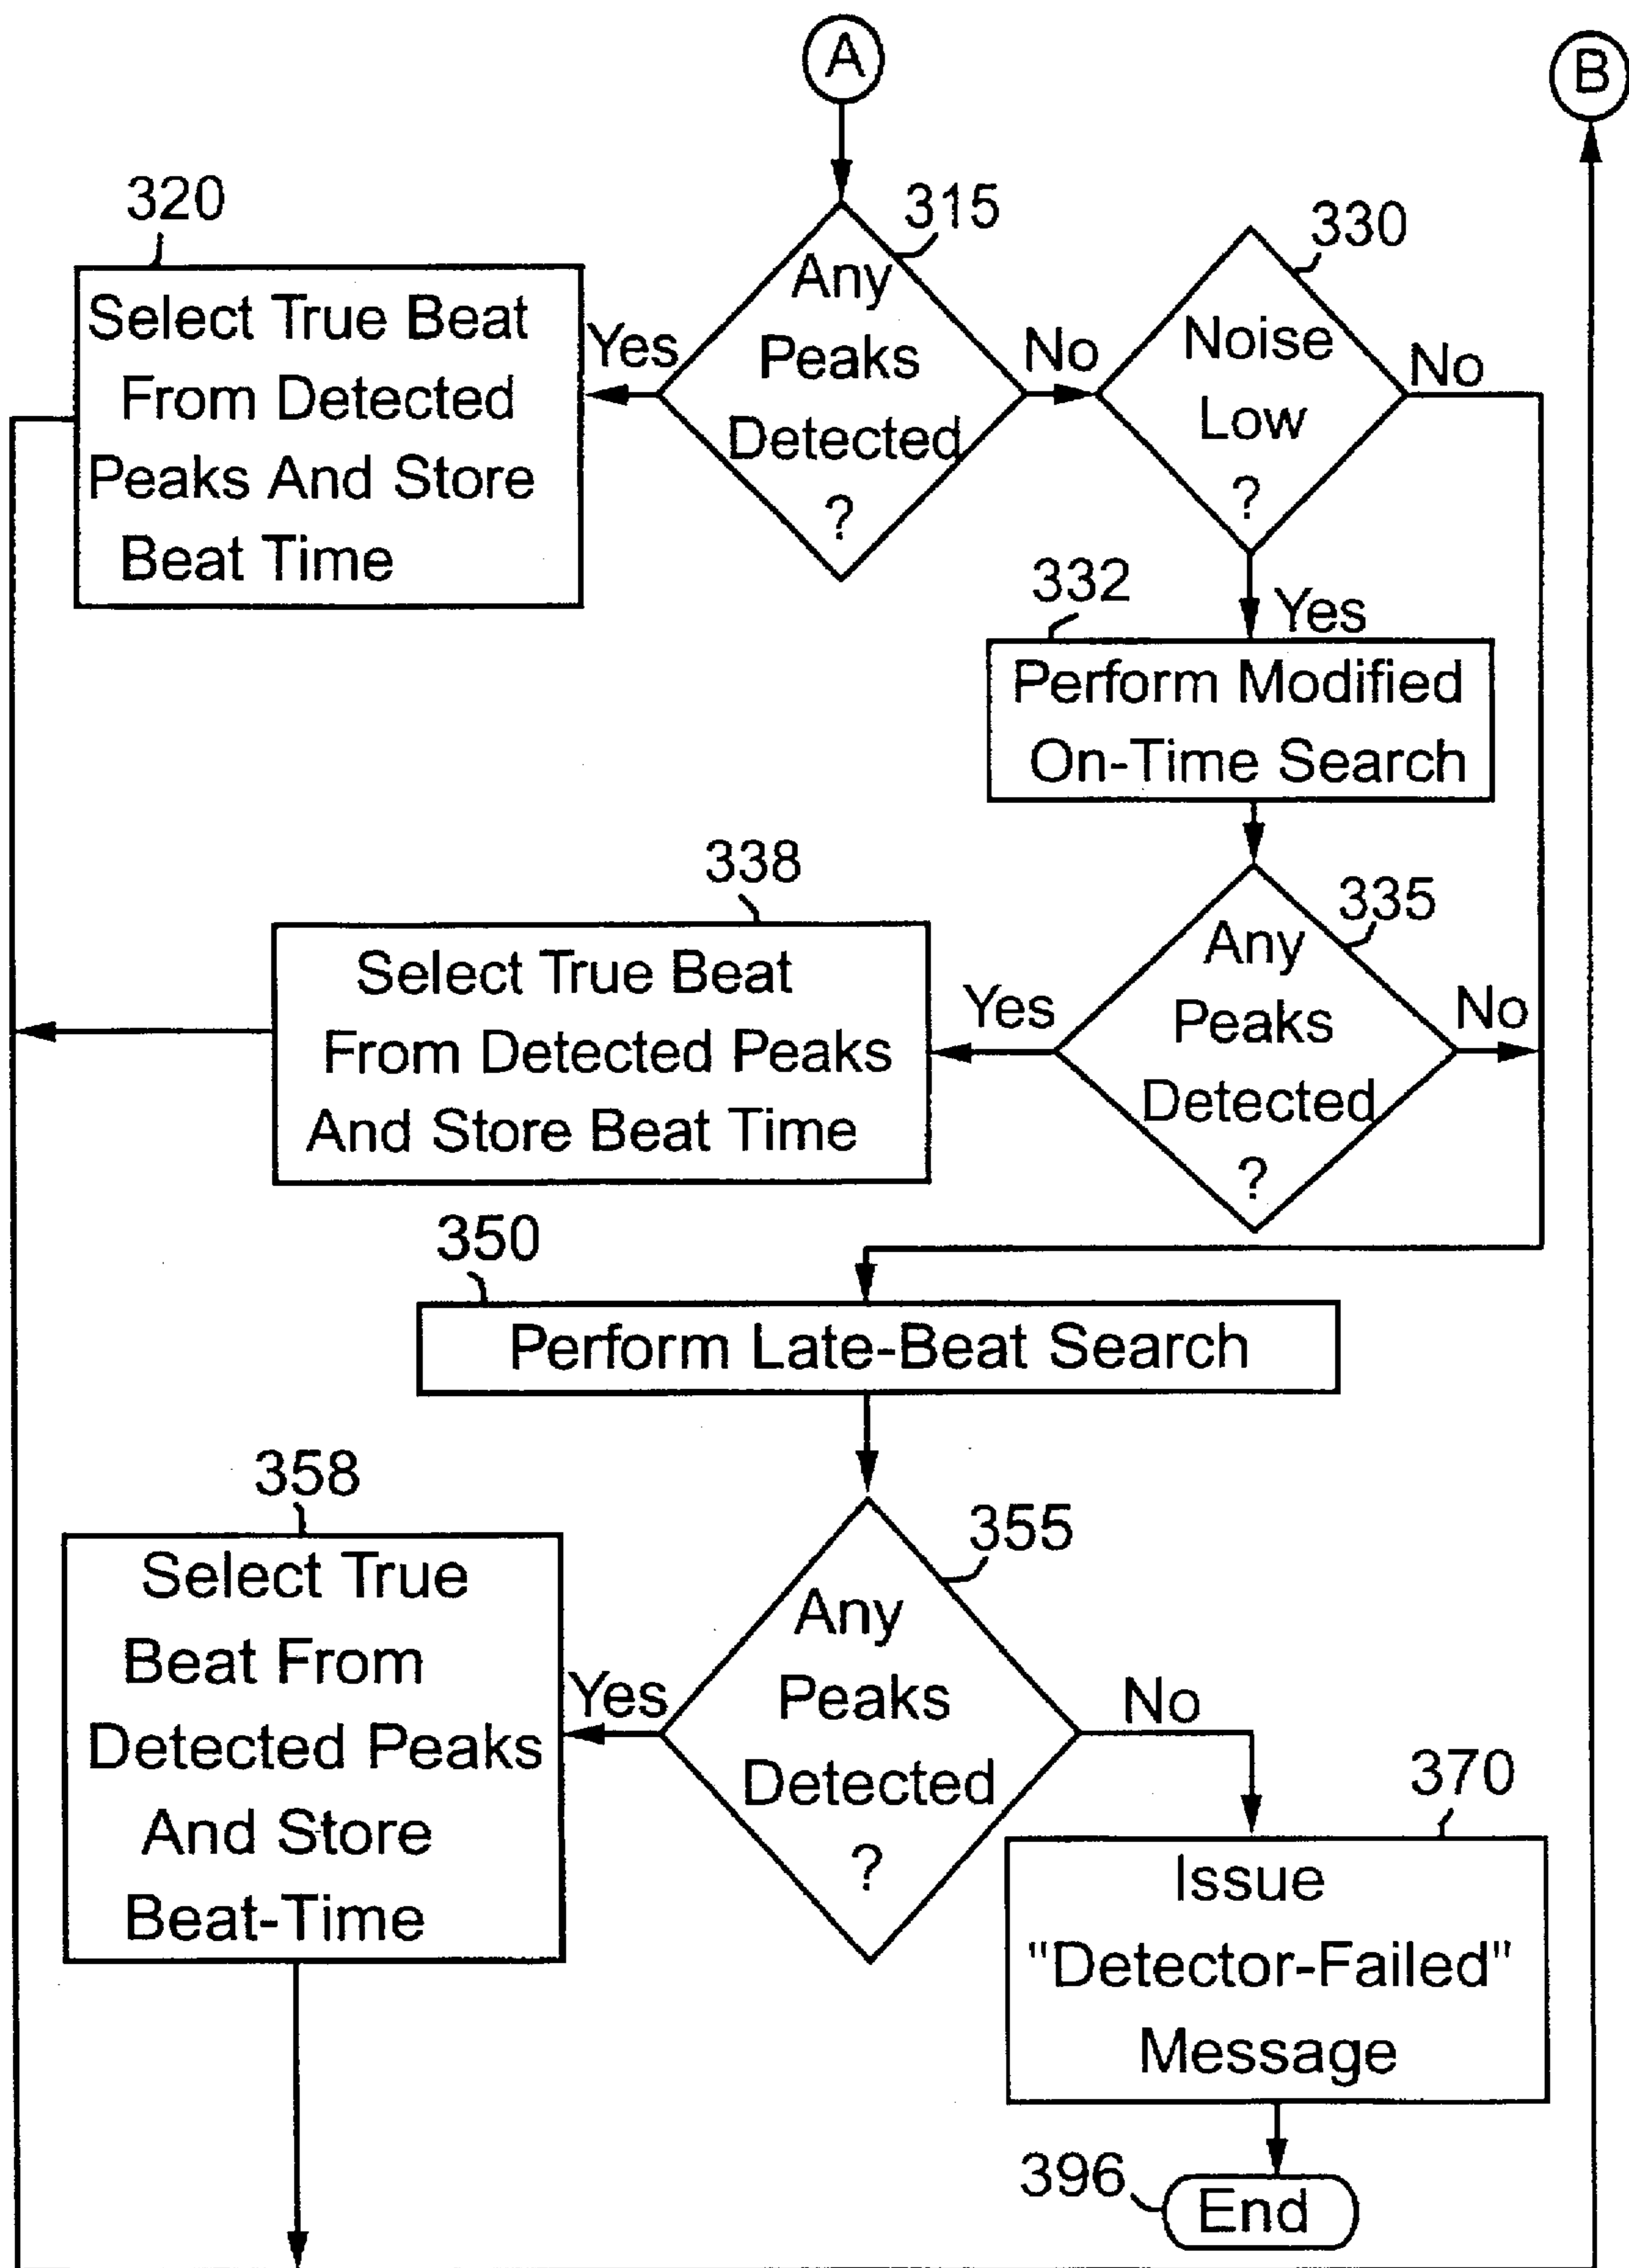 A
B
320
315
330
Select True Beat
From Detected
Peaks And Store
Beat Time
Yes
Any
Peaks
Detected
?
No
Noise
Low
?
No
332
Yes
Perform Modified
On-Time Search
338
335
Select True Beat
From Detected Peaks
And Store Beat Time
Yes
Any
Peaks
Detected
?
No
350
Perform Late-Beat Search
358
355
Select True
Beat From
Detected Peaks
And Store
Beat-Time
Yes
Any
Peaks
Detected
?
No
370
Issue
"Detector-Failed"
Message
396
End